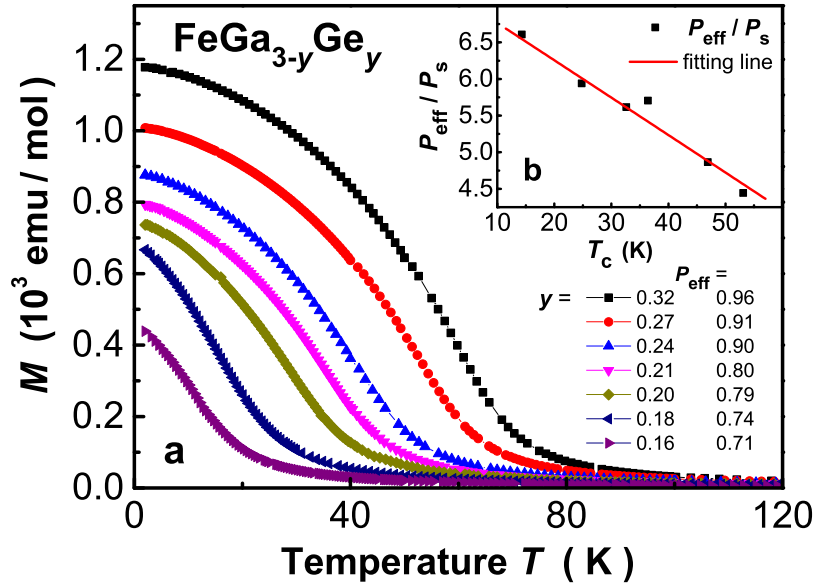 FeGa3-yGey
M (10^3 emu / mol)
1.2
1.0
0.8
0.6
0.4
0.2
0.0
a
0 40 80 120
Temperature T ( K )
Peff / Ps
6.5
6.0
5.5
5.0
4.5
Peff / Ps
fitting line
b
10 20 30 40 50
Tc (K)
Peff =
y = 0.32 0.96
0.27 0.91
0.24 0.90
0.21 0.80
0.20 0.79
0.18 0.74
0.16 0.71